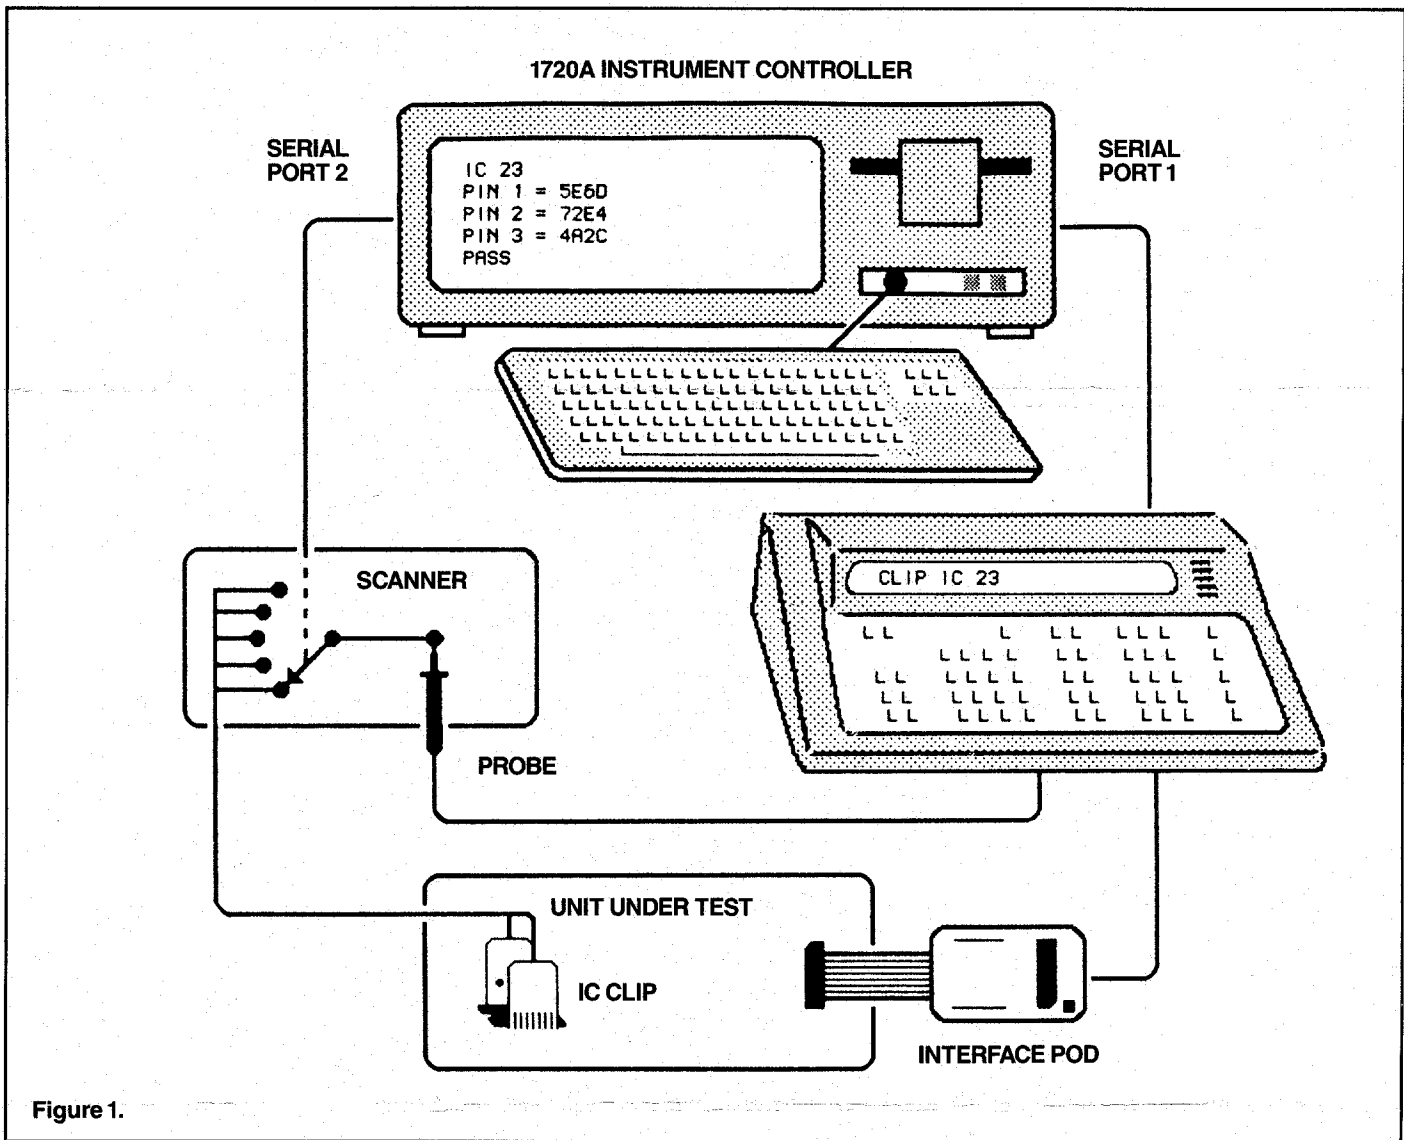 1720A INSTRUMENT CONTROLLER
SERIAL
PORT 2
SERIAL
PORT 1
IC 23
PIN 1 = 5E6D
PIN 2 = 72E4
PIN 3 = 4A2C
PASS
SCANNER
CLIP IC 23
PROBE
UNIT UNDER TEST
IC CLIP
INTERFACE POD
Figure 1.